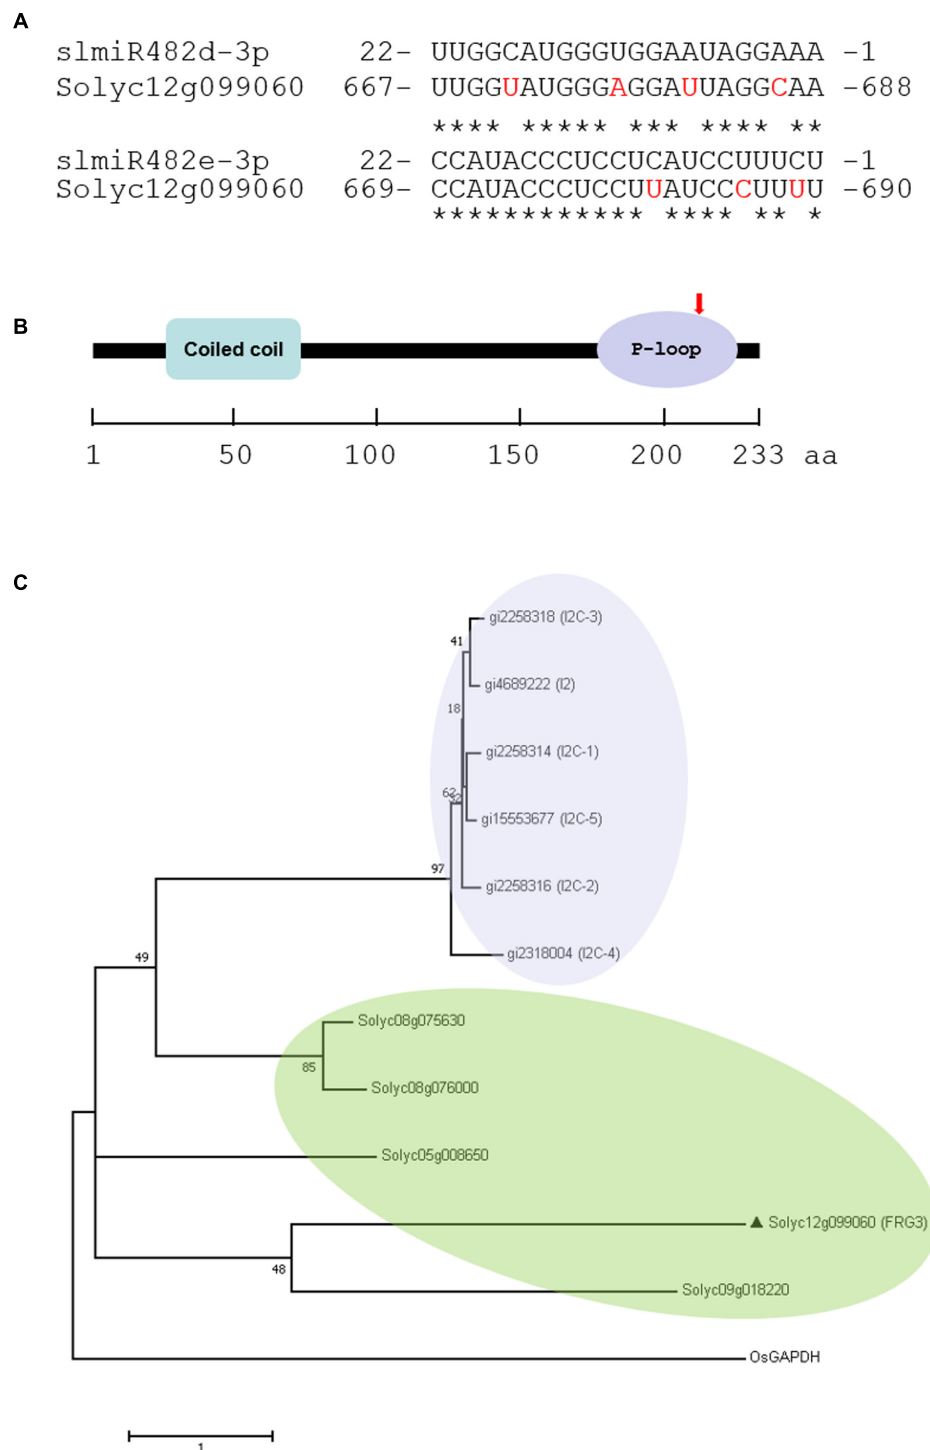 A
slmiR482d-3p 22- UUGGCAUGGGUGGAAUAGGAAA -1
Solyc12g099060 667- UUGGUAUGGGAGGAUUAGGCAA -688
**** ***** *** **** **
slmiR482e-3p 22- CCAUACCCUCCUCAUCCUUUCU -1
Solyc12g099060 669- CCAUACCCUCCUUAUCCCUUUU -690
************ **** ** *
B
Coiled coil P-loop
1 50 100 150 200 233 aa
C
gi2258318 (I2C-3)
41
gi4689222 (I2)
18
gi2258314 (I2C-1)
62
32
gi15553677 (I2C-5)
97
gi2258316 (I2C-2)
gi2318004 (I2C-4)
49
Solyc08g075630
85
Solyc08g076000
Solyc05g008650
▲ Solyc12g099060 (FRG3)
48
Solyc09g018220
OsGAPDH
1